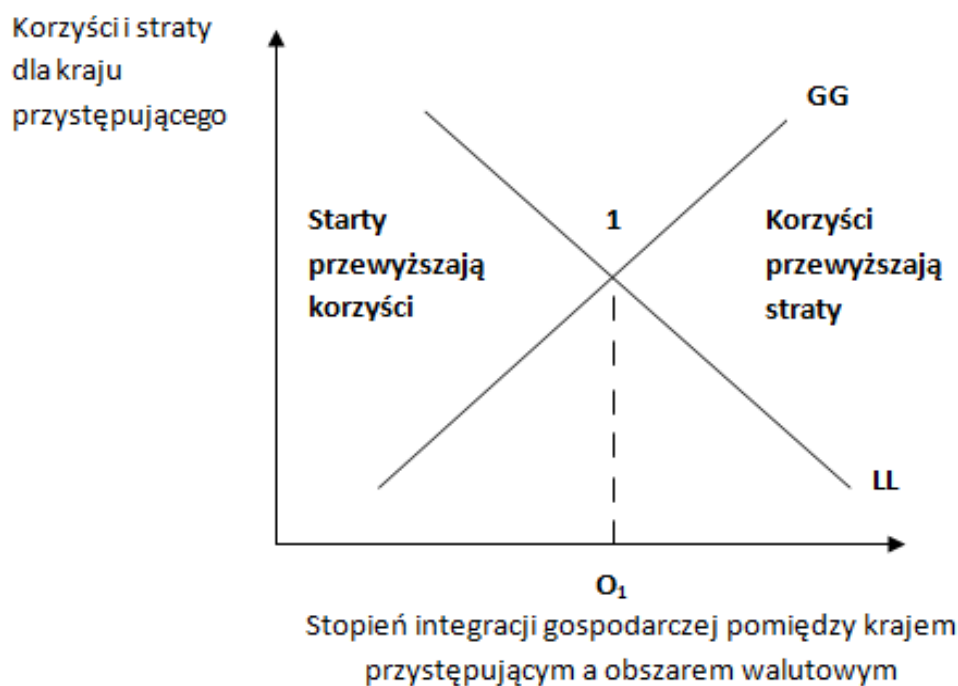 Korzyści i straty
dla kraju
przystępującego
GG
Starty
przewyższają
korzyści
1
Korzyści
przewyższają
straty
LL
O₁
Stopień integracji gospodarczej pomiędzy krajem
przystępującym a obszarem walutowym